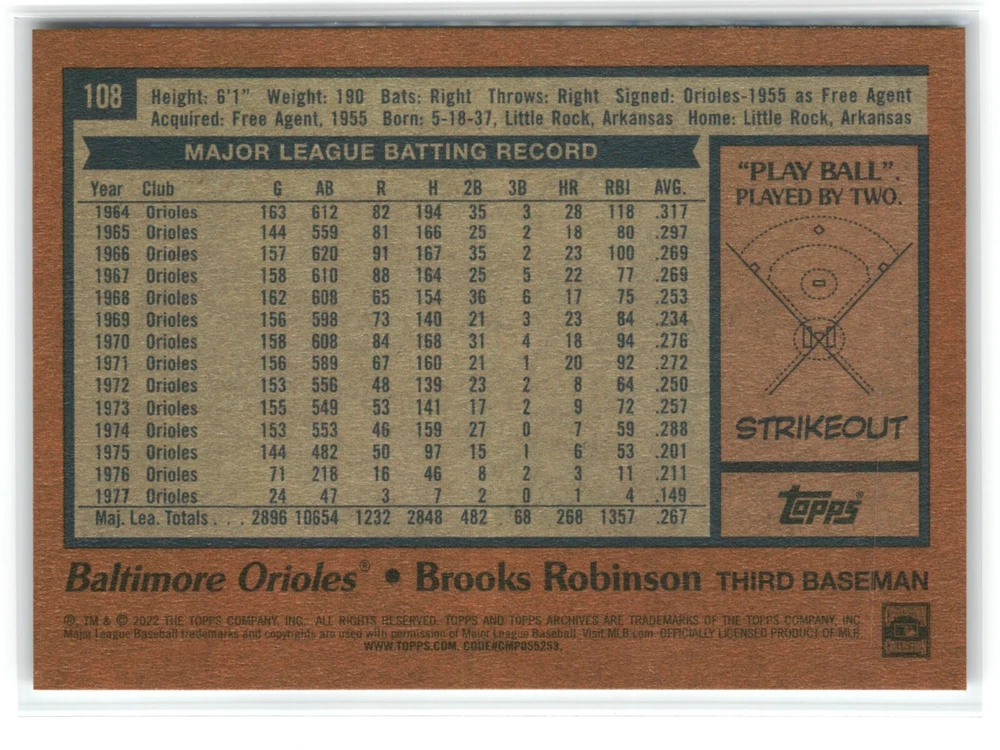 108
Height: 6'1" Weight: 190 Bats: Right Throws: Right Signed: Orioles-1955 as Free Agent
Acquired: Free Agent, 1955 Born: 5-18-37, Little Rock, Arkansas Home: Little Rock, Arkansas
MAJOR LEAGUE BATTING RECORD
Year Club G AB R H 2B 3B HR RBI AVG.
1964 Orioles 163 612 82 194 35 3 28 118 .317
1965 Orioles 144 559 81 166 25 2 18 80 .297
1966 Orioles 157 620 91 167 35 2 23 100 .269
1967 Orioles 158 610 88 164 25 5 22 77 .269
1968 Orioles 162 608 65 154 36 6 17 75 .253
1969 Orioles 156 598 73 140 21 3 23 84 .234
1970 Orioles 158 608 84 168 31 4 18 94 .276
1971 Orioles 156 589 67 160 21 1 20 92 .272
1972 Orioles 153 556 48 139 23 2 8 64 .250
1973 Orioles 155 549 53 141 17 2 9 72 .257
1974 Orioles 153 553 46 159 27 0 7 59 .288
1975 Orioles 144 482 50 97 15 1 6 53 .201
1976 Orioles 71 218 16 46 8 2 3 11 .211
1977 Orioles 24 47 3 7 2 0 1 4 .149
Maj. Lea. Totals . . . 2896 10654 1232 2848 482 68 268 1357 .267
"PLAY BALL".
PLAYED BY TWO.
STRIKEOUT
Topps®
Baltimore Orioles® • Brooks Robinson THIRD BASEMAN
®, TM & © 2022 THE TOPPS COMPANY, INC. ALL RIGHTS RESERVED. TOPPS AND TOPPS ARCHIVES ARE TRADEMARKS OF THE TOPPS COMPANY, INC
Major League Baseball trademarks and copyrights are used with permission of Major League Baseball. Visit MLB.com. OFFICIALLY LICENSED PRODUCT OF MLB.
WWW.TOPPS.COM. CODE#CMP055253.